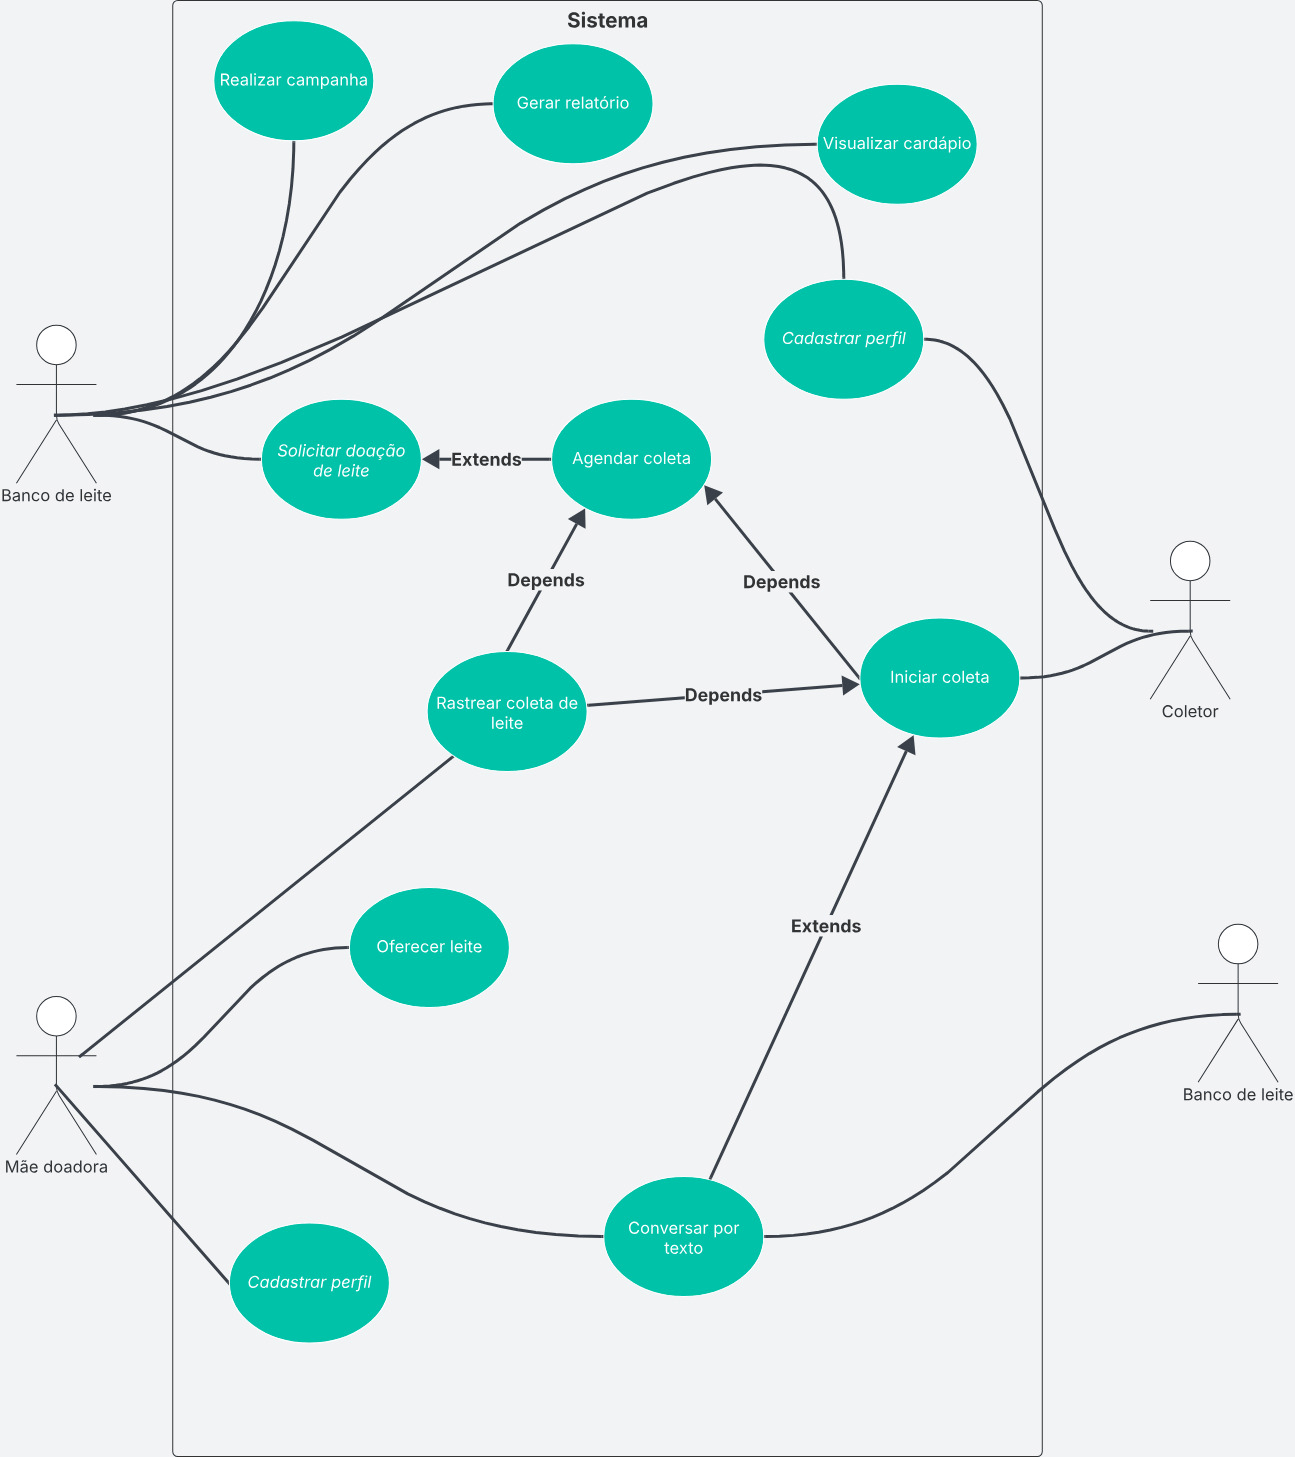 Sistema
Realizar campanha
Gerar relatório
Visualizar cardápio
Cadastrar perfil
Banco de leite
Solicitar doação
de leite
Extends
Agendar coleta
Depends
Depends
Iniciar coleta
Coletor
Rastrear coleta de
leite
Depends
Oferecer leite
Extends
Banco de leite
Mãe doadora
Conversar por
texto
Cadastrar perfil